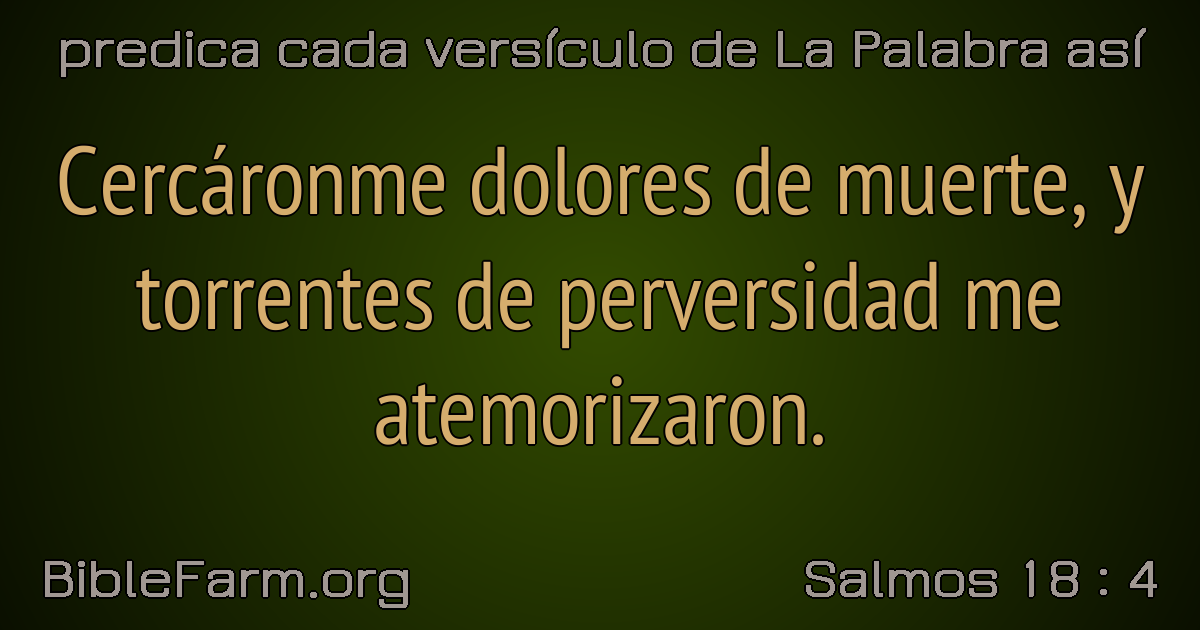 predica cada versículo de La Palabra así
Cercáronme dolores de muerte, y
torrentes de perversidad me
atemorizaron.
BibleFarm.org
Salmos 18 : 4